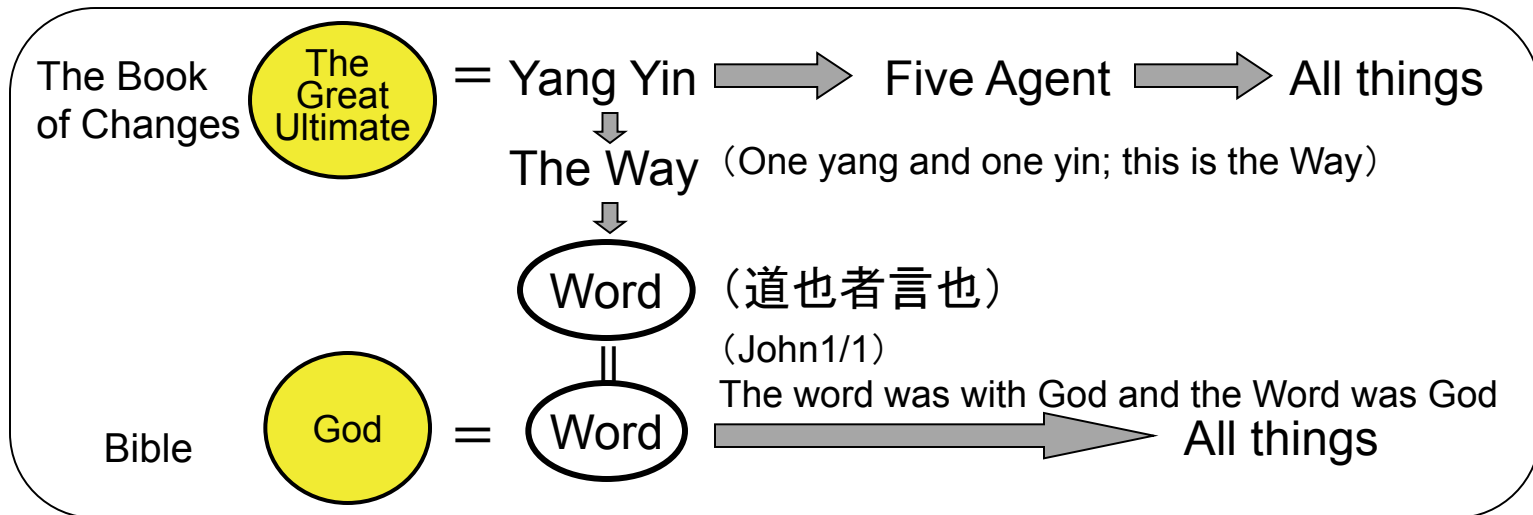 The Book
of Changes
The
Great
Ultimate
= Yang Yin
Five Agent
All things
The Way
（One yang and one yin; this is the Way）
Word
（道也者言也）
（John1/1）
||
The word was with God and the Word was God
Bible
God
=
Word
All things